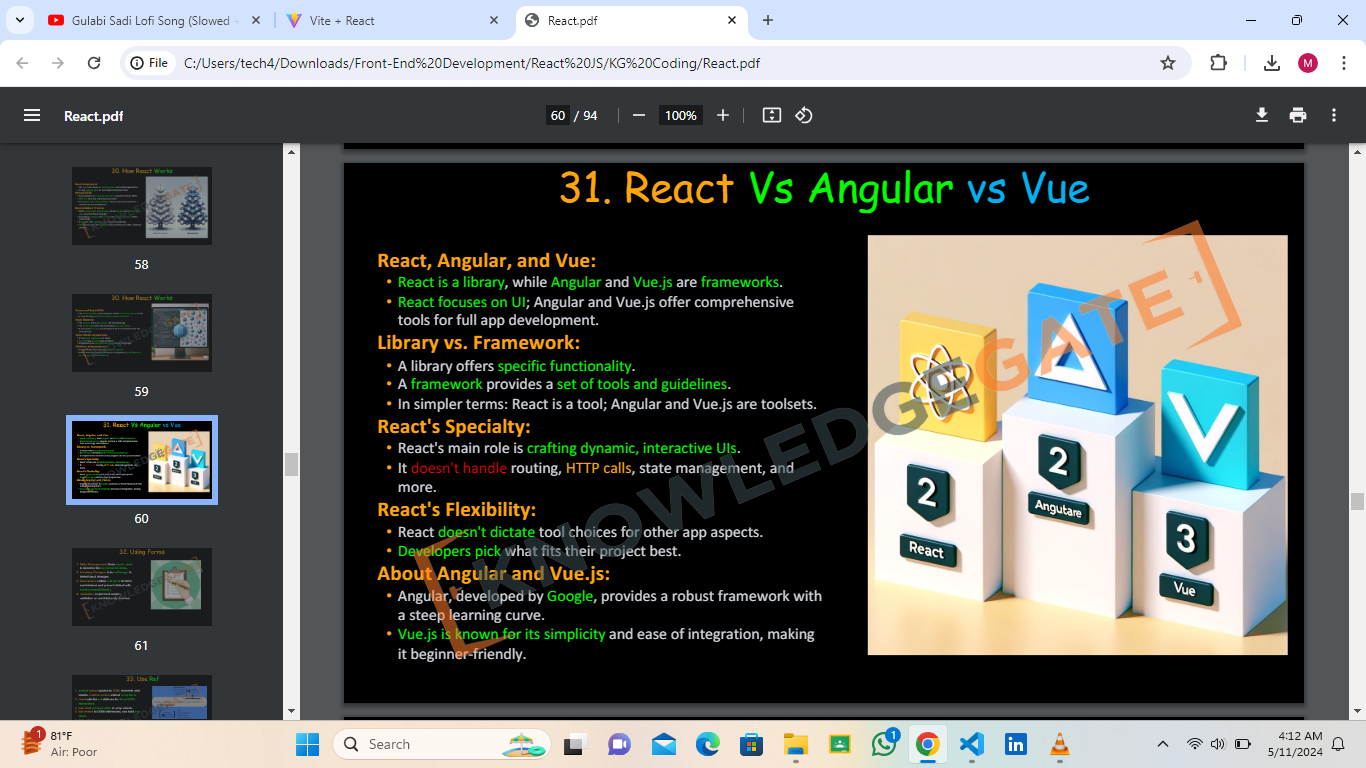 Gulabi Sadi Lofi Song (Slowed
Vite + React
React.pdf
File
C:/Users/tech4/Downloads/Front-End%20Development/React%20JS/KG%20Coding/React.pdf
M
React.pdf
60 / 94
100%
30. How React Works
58
30. How React Works
59
31. React Vs Angular vs Vue
60
32. Using Forms
61
33. Use Ref
31. React Vs Angular vs Vue
React, Angular, and Vue:
• React is a library, while Angular and Vue.js are frameworks.
• React focuses on UI; Angular and Vue.js offer comprehensive
tools for full app development.
Library vs. Framework:
• A library offers specific functionality.
• A framework provides a set of tools and guidelines.
• In simpler terms: React is a tool; Angular and Vue.js are toolsets.
React's Specialty:
• React's main role is crafting dynamic, interactive UIs.
• It doesn't handle routing, HTTP calls, state management, and
more.
React's Flexibility:
• React doesn't dictate tool choices for other app aspects.
• Developers pick what fits their project best.
About Angular and Vue.js:
• Angular, developed by Google, provides a robust framework with
a steep learning curve.
• Vue.js is known for its simplicity and ease of integration, making
it beginner-friendly.
KNOWLEDGE GATE
2
React
2
Angutare
3
Vue
1
81°F
Air: Poor
Search
1
4:12 AM
5/11/2024